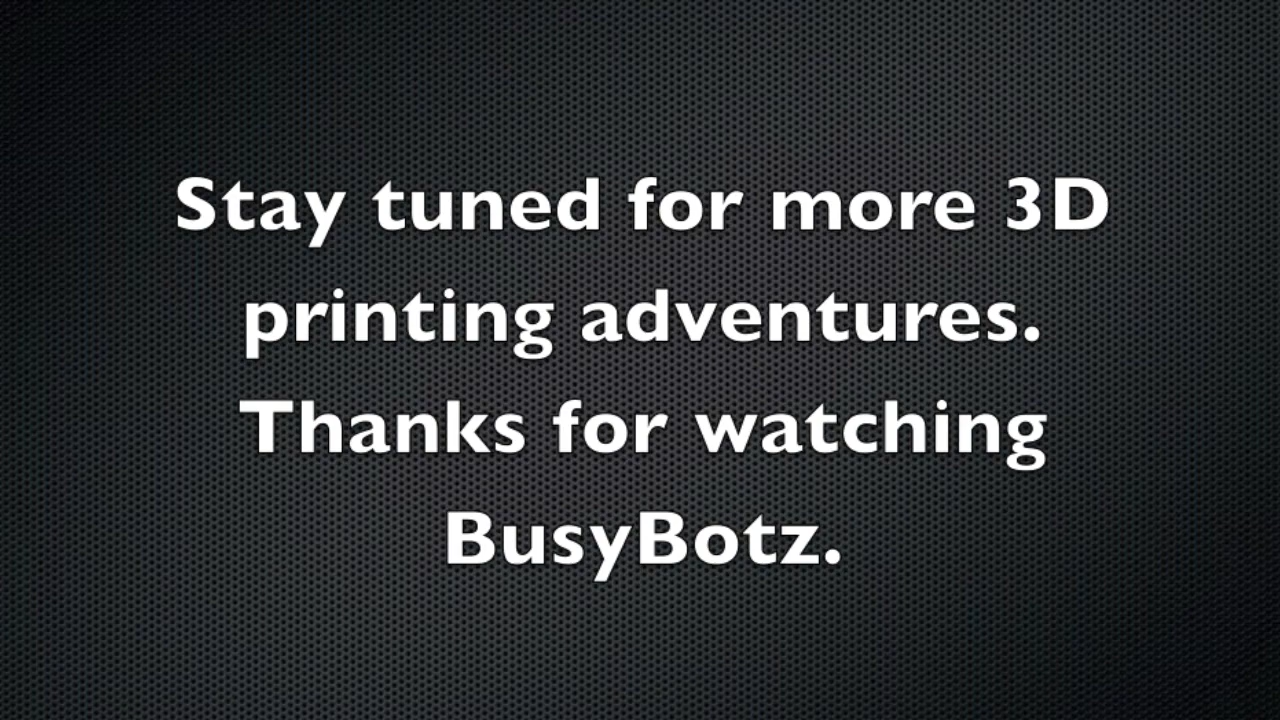 Stay tuned for more 3D
printing adventures.
Thanks for watching
BusyBotz.